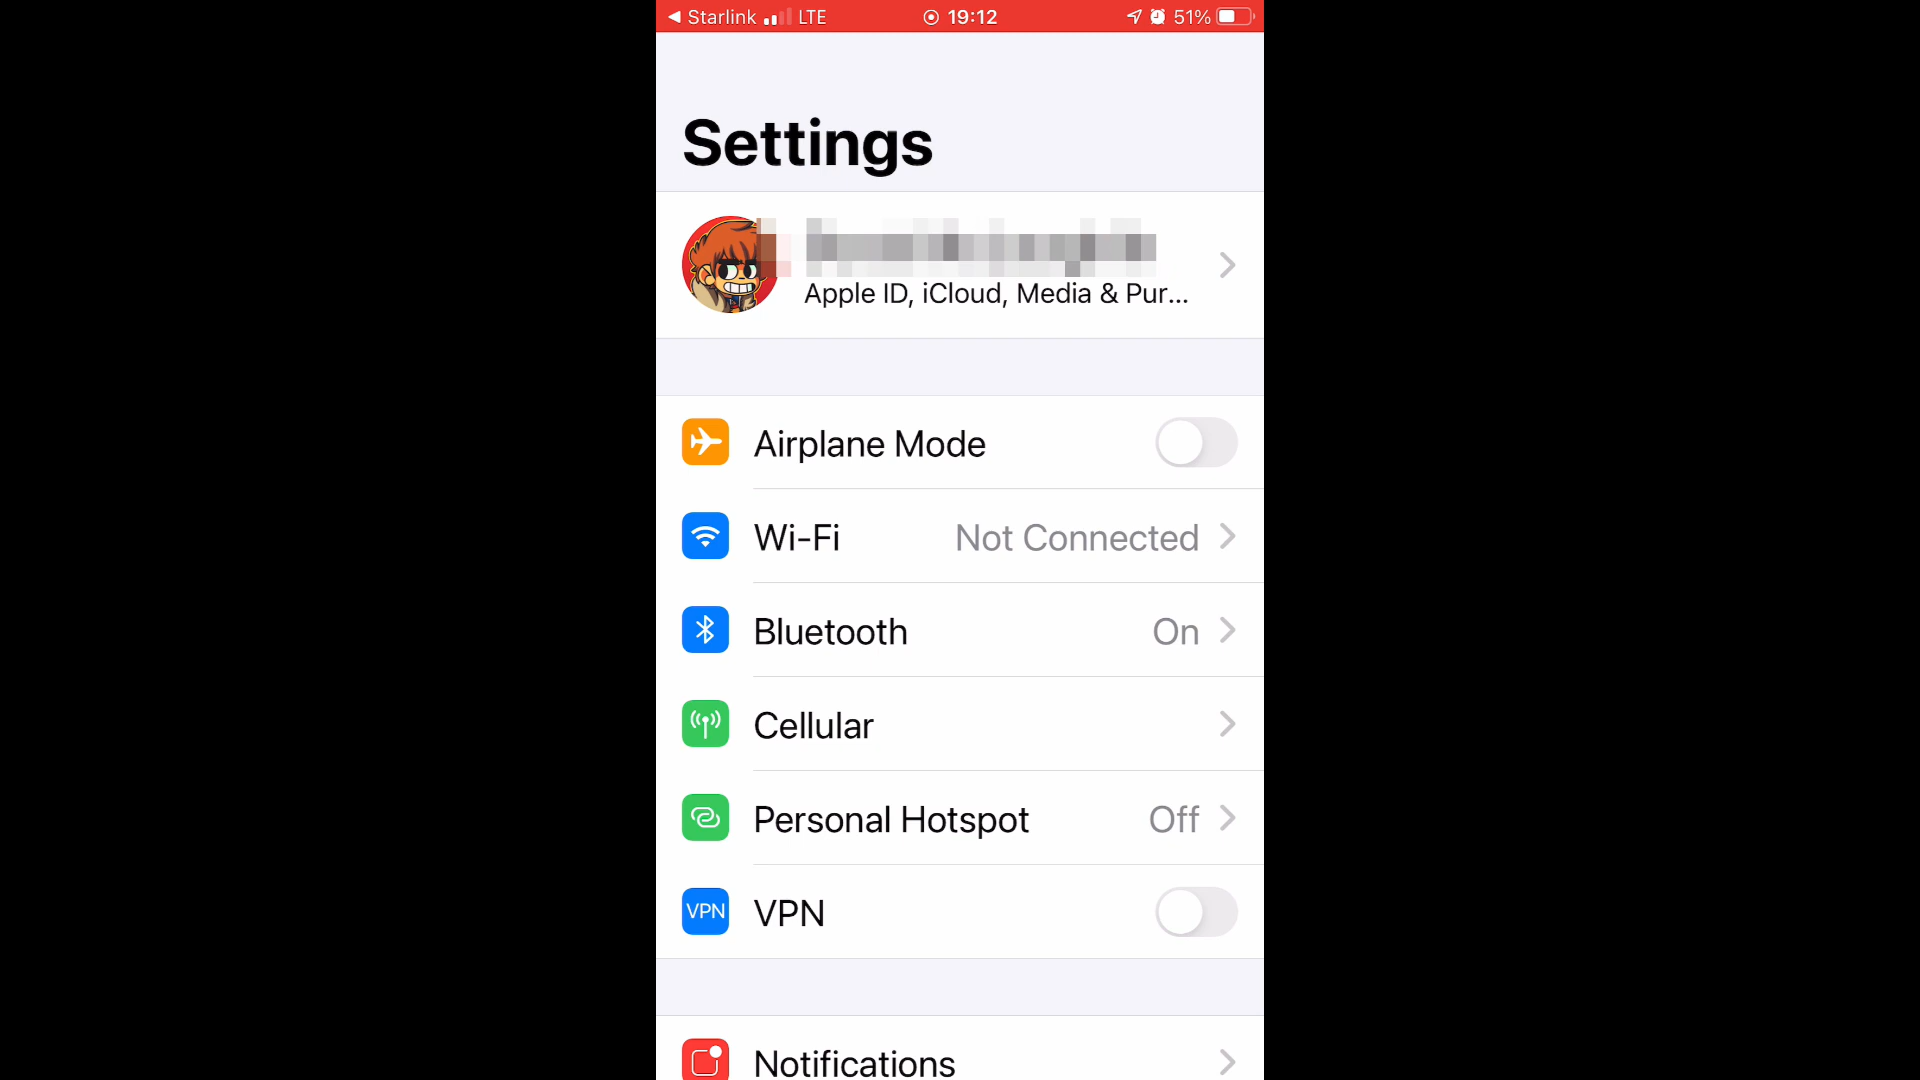 Starlink LTE 19:12 51%
Settings
Apple ID, iCloud, Media & Pur...
Airplane Mode
Wi-Fi Not Connected
Bluetooth On
Cellular
Personal Hotspot Off
VPN VPN
Notifications